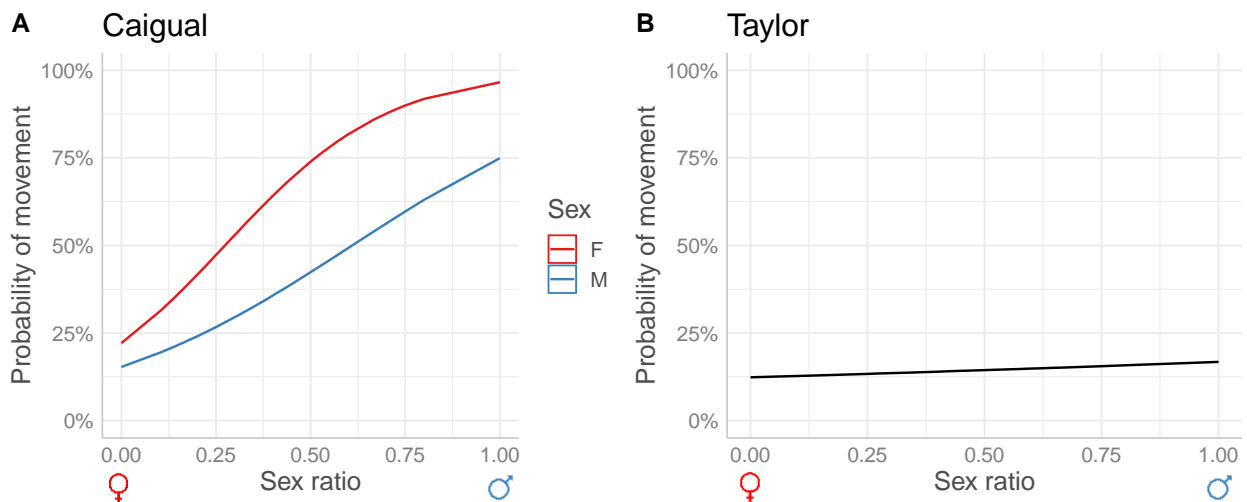 A Caigual
100%
75%
50%
25%
0%
Probability of movement
0.00 0.25 0.50 0.75 1.00
♀ Sex ratio ♂
Sex
F
M
B Taylor
100%
75%
50%
25%
0%
Probability of movement
0.00 0.25 0.50 0.75 1.00
♀ Sex ratio ♂